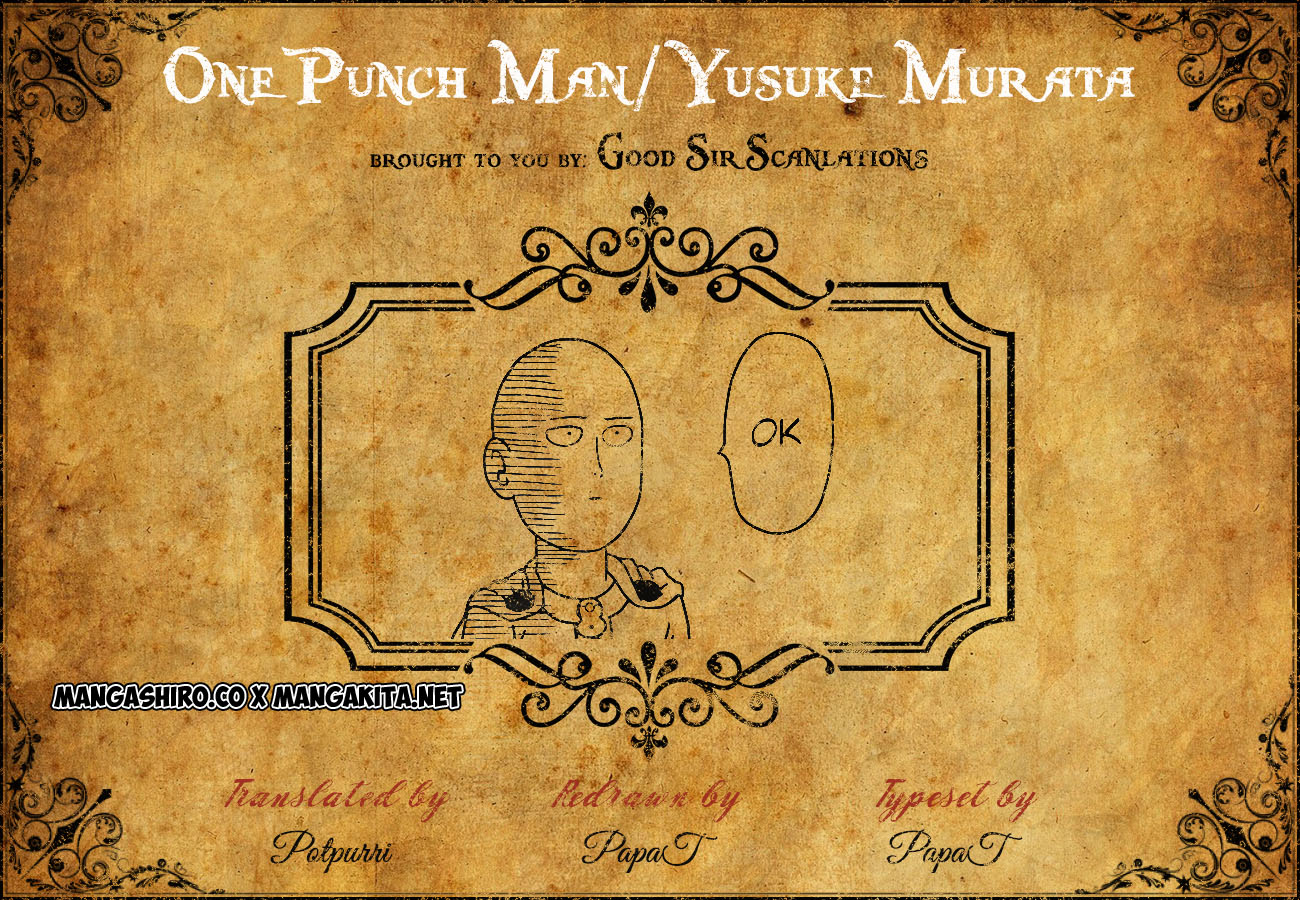 One Punch Man/Yusuke Murata
brought to you by: Good Sir Scanlations
OK
MANGASHIRO.CO X MANGAKITA.NET
Translated by Redrawn by Typeset by
Potpurri PapaT PapaT